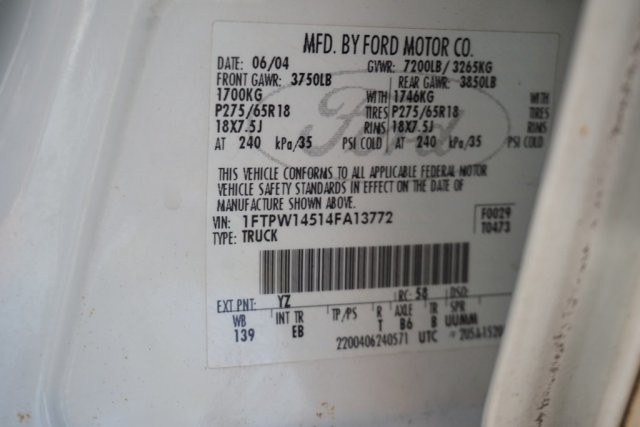 MFD. BY FORD MOTOR CO.
DATE: 06/04 GVWR: 7200LB / 3265KG
FRONT GAWR: 3750LB REAR GAWR: 3850LB
1700KG WITH 1746KG WITH
P275/65R18 TIRES P275/65R18 TIRES
18X7.5J RIMS 18X7.5J RIMS
AT 240 kPa/35 PSI COLD AT 240 kPa/35 PSI COLD
Ford
THIS VEHICLE CONFORMS TO ALL APPLICABLE FEDERAL MOTOR
VEHICLE SAFETY STANDARDS IN EFFECT ON THE DATE OF
MANUFACTURE SHOWN ABOVE.
VIN: 1FTPW14514FA13772 F0029
TYPE: TRUCK T0473
EXT PNT: YZ RC: 58 DSO:
WB INT TR TP/PS R AXLE TR SPR
139 EB T B6 B UUMM
2200406240571 UTC